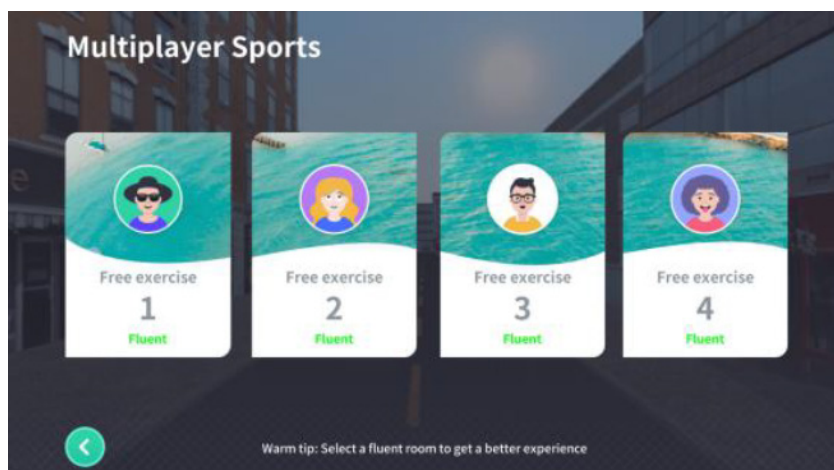 Multiplayer Sports
Free exercise
1
Fluent
Free exercise
2
Fluent
Free exercise
3
Fluent
Free exercise
4
Fluent
Warm tip: Select a fluent room to get a better experience